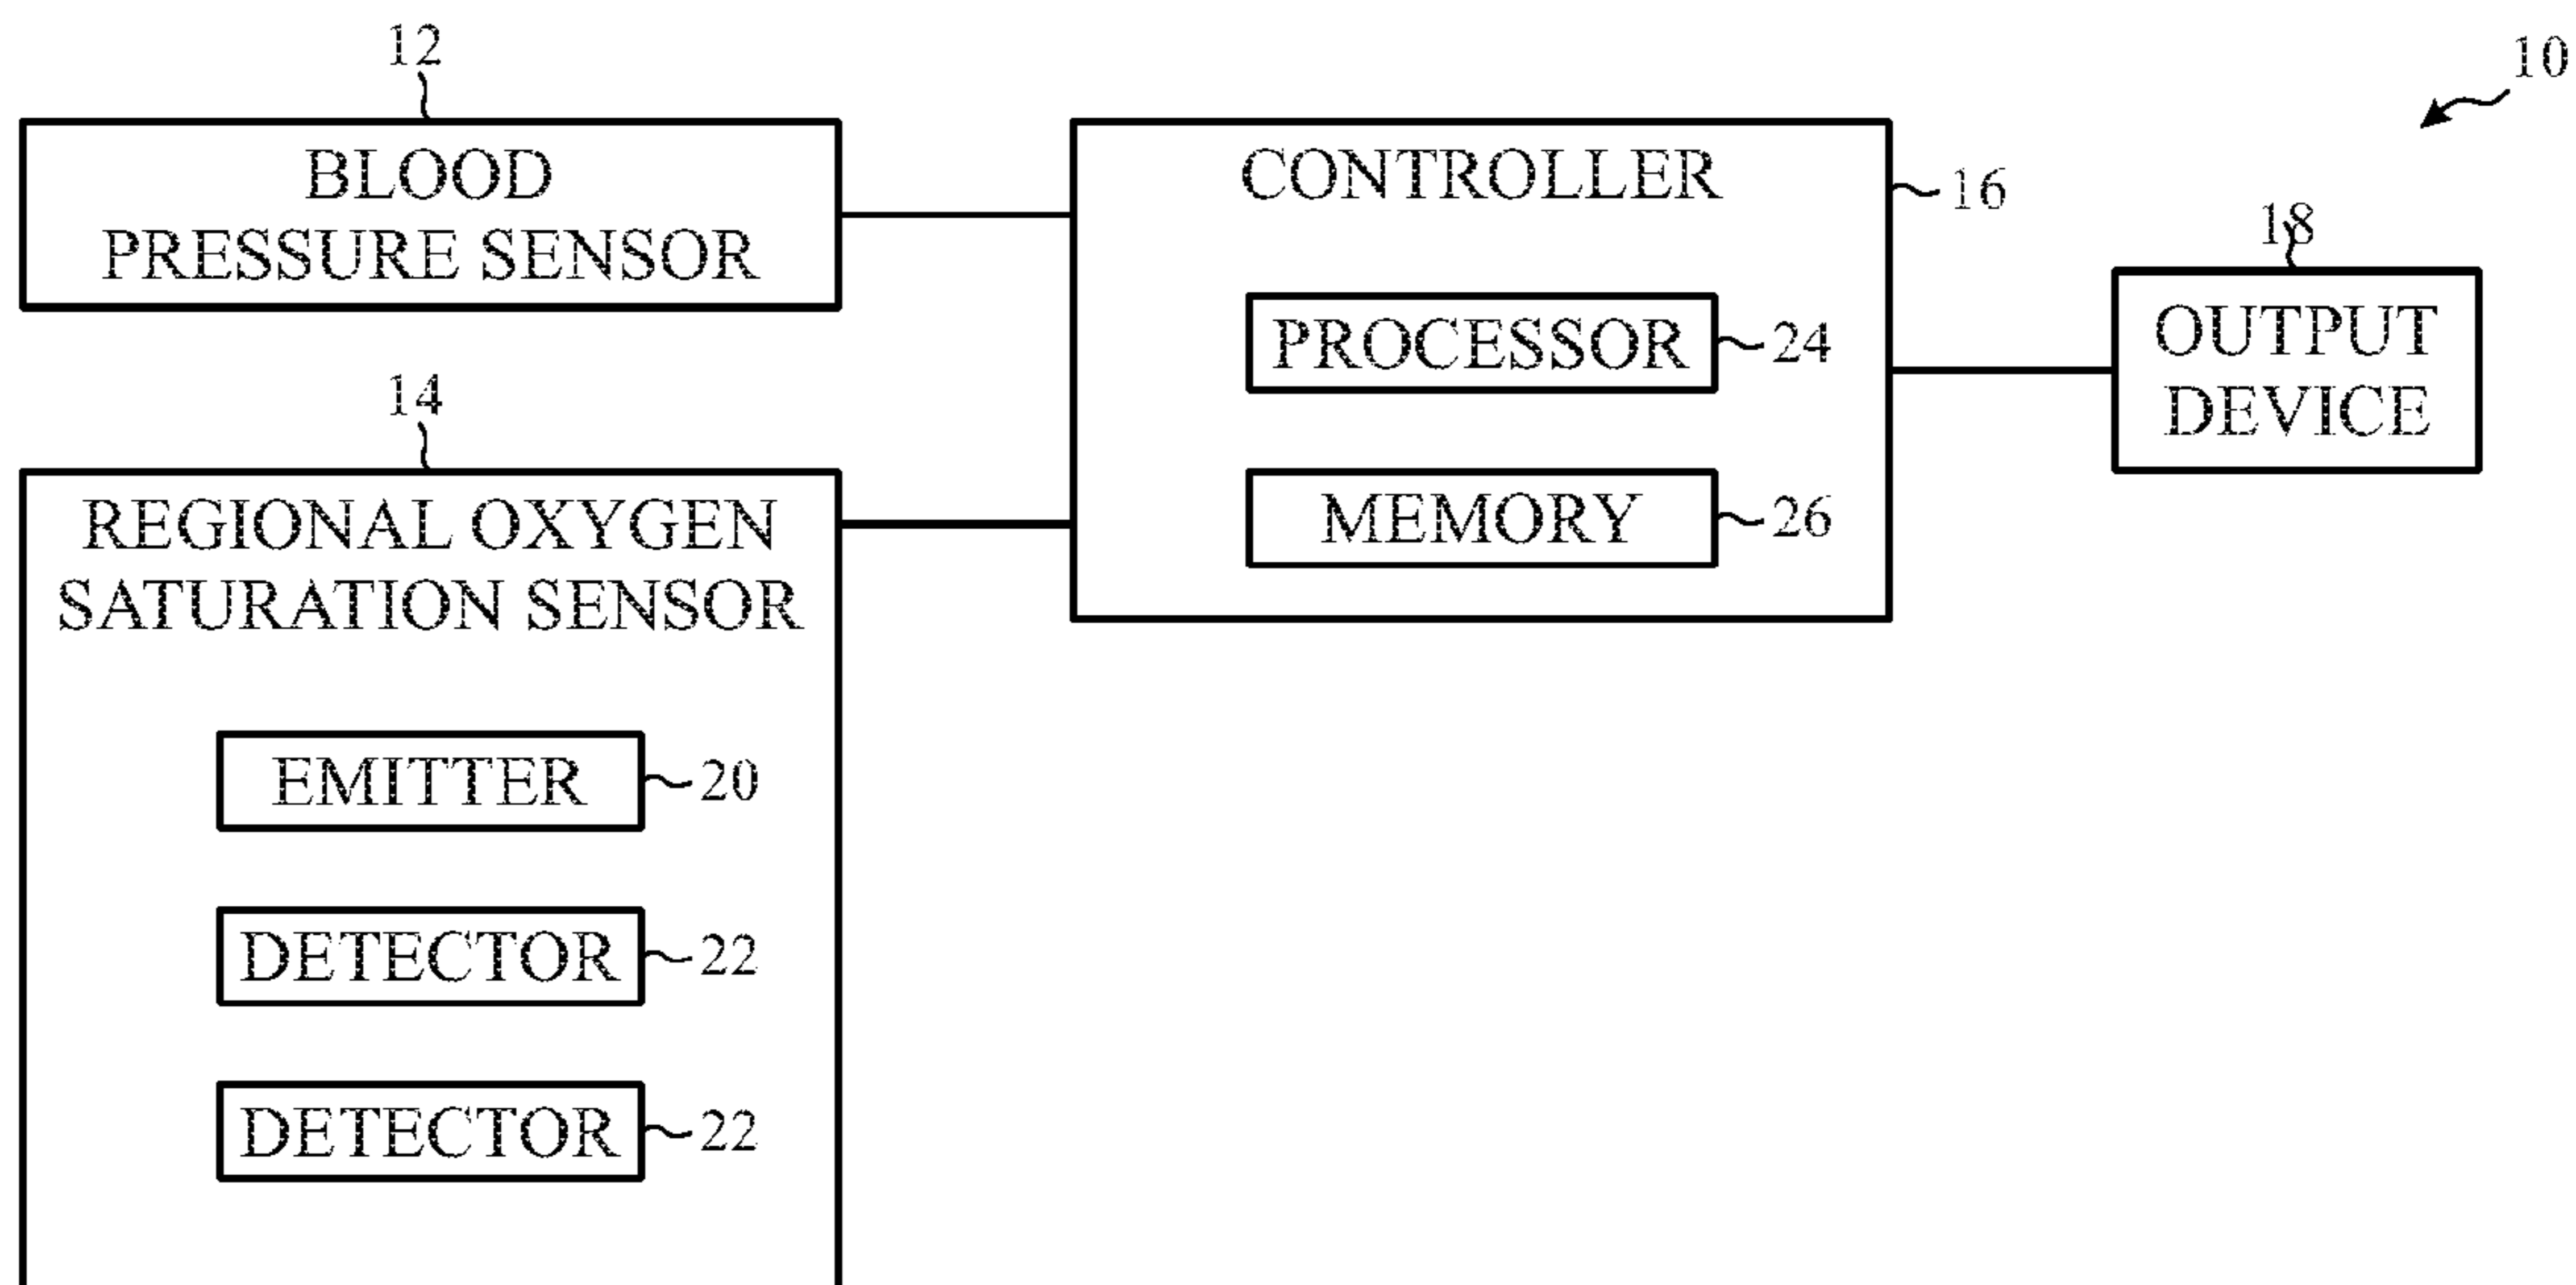 12
BLOOD
PRESSURE SENSOR
14
REGIONAL OXYGEN
SATURATION SENSOR
EMITTER
20
DETECTOR
22
DETECTOR
22
CONTROLLER
16
PROCESSOR
24
MEMORY
26
10
18
OUTPUT
DEVICE